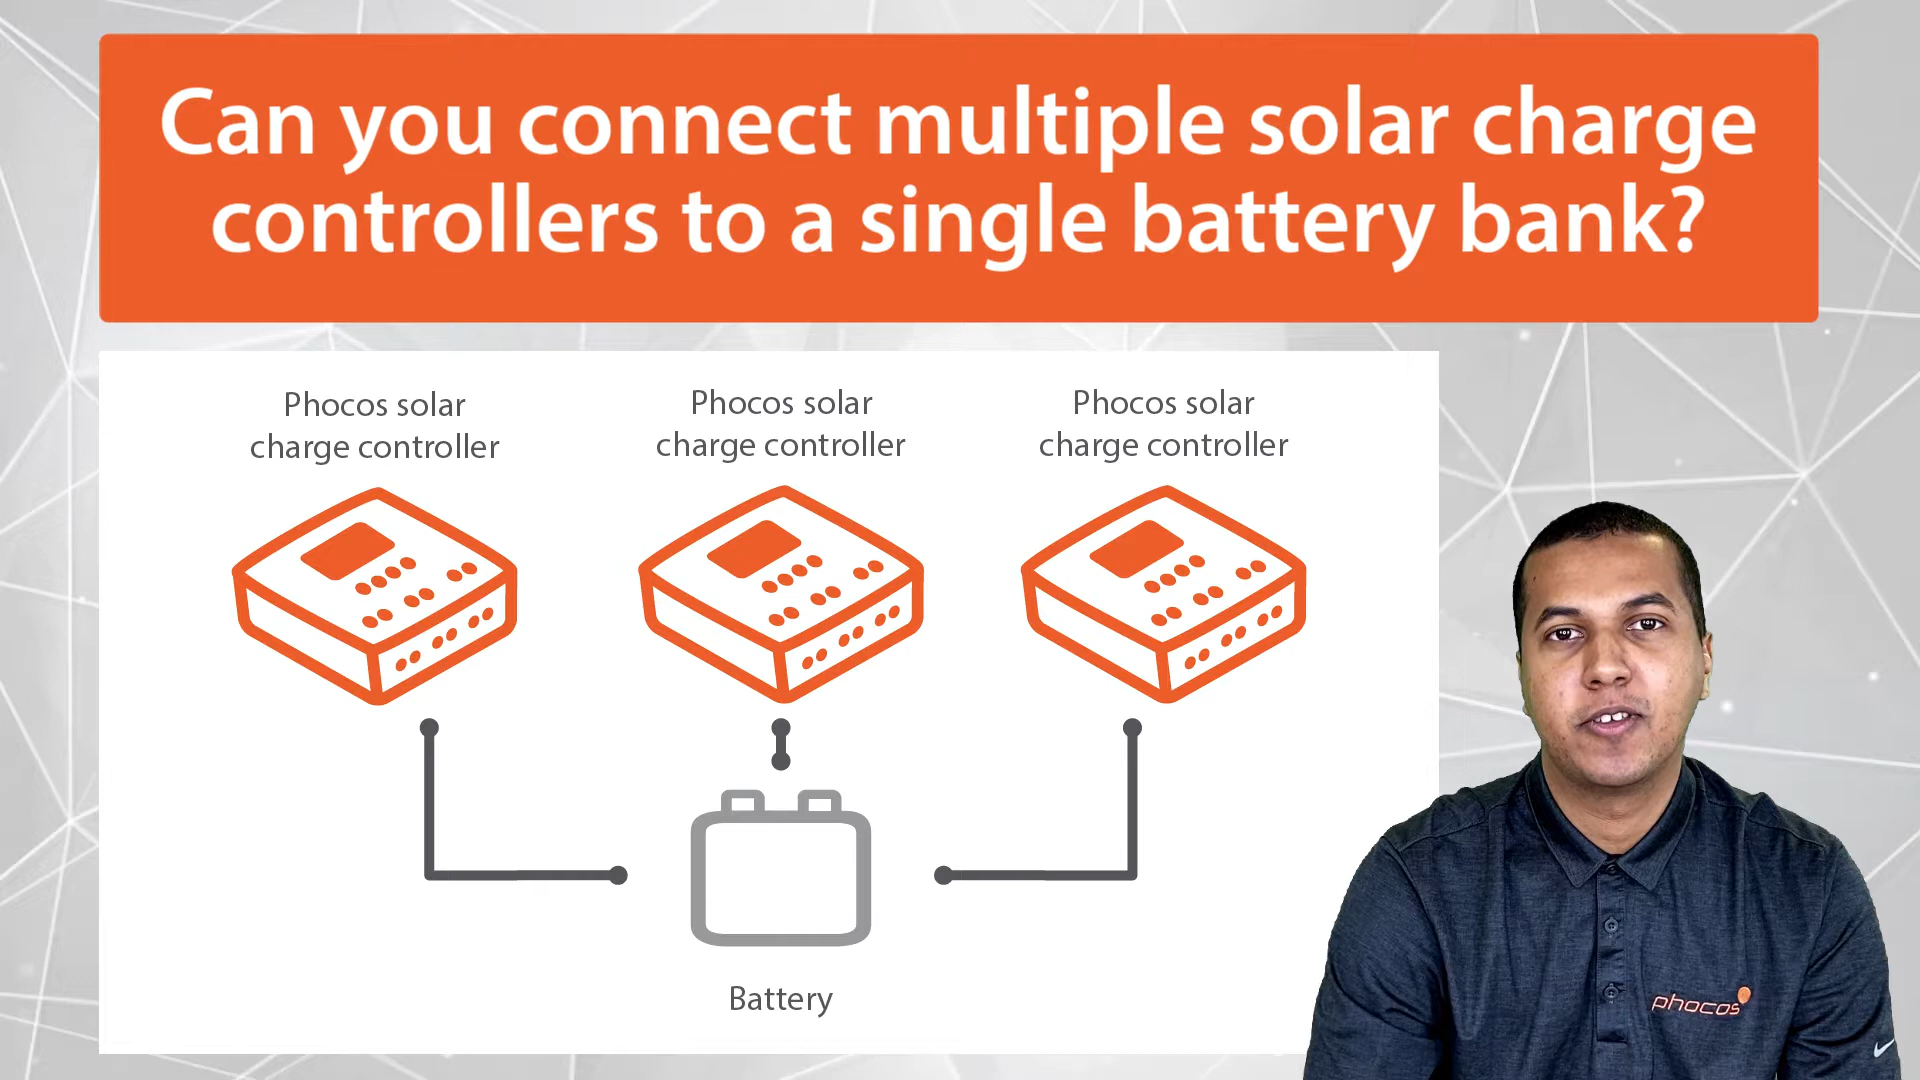 Can you connect multiple solar charge
controllers to a single battery bank?
Phocos solar
charge controller
Phocos solar
charge controller
Phocos solar
charge controller
Battery
phocos